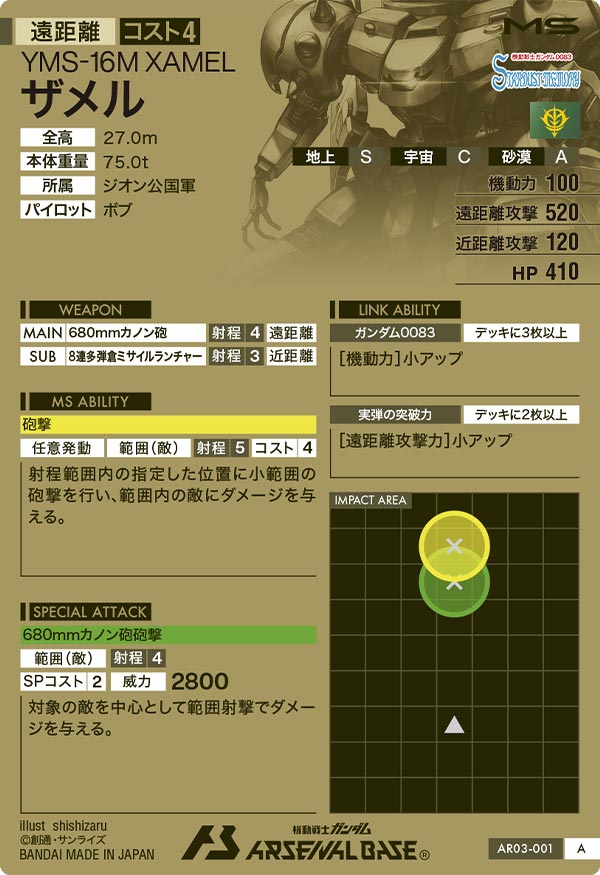 遠距離 コスト4
MS
YMS-16M XAMEL
ザメル
機動戦士ガンダム0083
STARDUST MEMORY
全高 27.0m
本体重量 75.0t
所属 ジオン公国軍
パイロット ボブ
地上 S 宇宙 C 砂漠 A
機動力 100
遠距離攻撃 520
近距離攻撃 120
HP 410
WEAPON
MAIN 680mmカノン砲 射程 4 遠距離
SUB 8連多弾倉ミサイルランチャー 射程 3 近距離
MS ABILITY
砲撃
任意発動 範囲(敵) 射程 5 コスト 4
射程範囲内の指定した位置に小範囲の
砲撃を行い、範囲内の敵にダメージを与
える。
SPECIAL ATTACK
680mmカノン砲砲撃
範囲(敵) 射程 4
SPコスト 2 威力 2800
対象の敵を中心として範囲射撃でダメー
ジを与える。
LINK ABILITY
ガンダム0083 デッキに3枚以上
[機動力]小アップ
実弾の突破力 デッキに2枚以上
[遠距離攻撃力]小アップ
IMPACT AREA
illust shishizaru
©創通・サンライズ
BANDAI MADE IN JAPAN
機動戦士ガンダム
ARSENAL BASE®
AR03-001 A